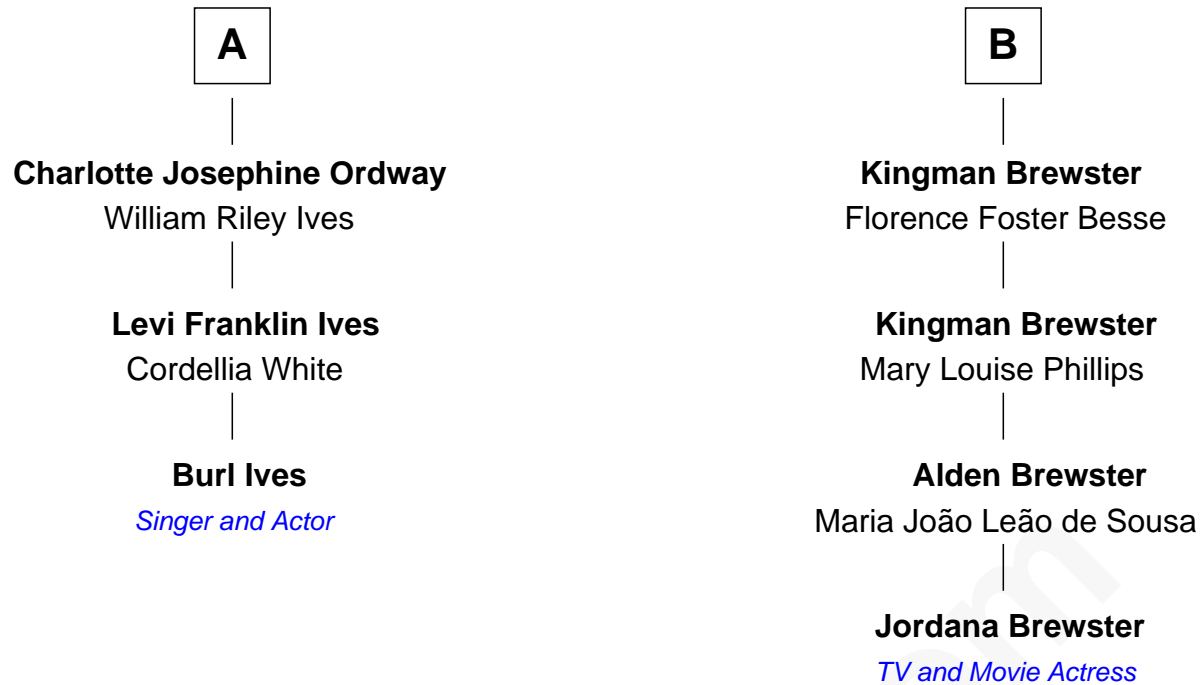 A
Charlotte Josephine Ordway
William Riley Ives
Levi Franklin Ives
Cordellia White
Burl Ives
Singer and Actor
B
Kingman Brewster
Florence Foster Besse
Kingman Brewster
Mary Louise Phillips
Alden Brewster
Maria João Leão de Sousa
Jordana Brewster
TV and Movie Actress